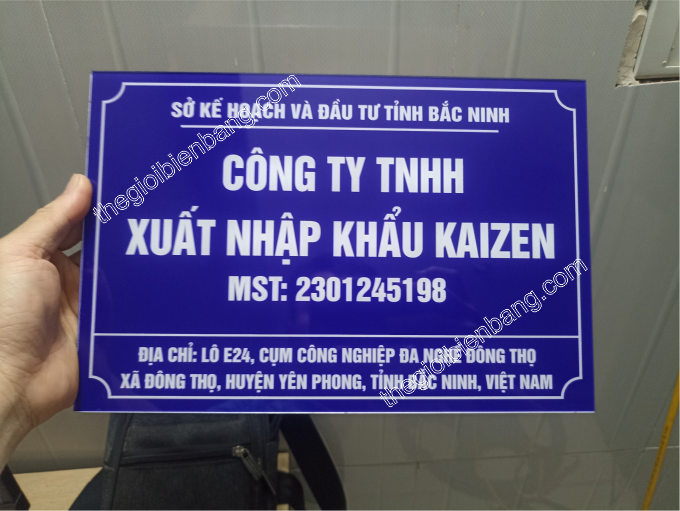 SỞ KẾ HOẠCH VÀ ĐẦU TƯ TỈNH BẮC NINH
CÔNG TY TNHH
XUẤT NHẬP KHẨU KAIZEN
MST: 2301245198
ĐỊA CHỈ: LÔ E24, CỤM CÔNG NGHIỆP ĐA NGHỀ ĐÔNG THỌ
XÃ ĐÔNG THỌ, HUYỆN YÊN PHONG, TỈNH BẮC NINH, VIỆT NAM
thegioibienbang.com
thegioibienbang.com